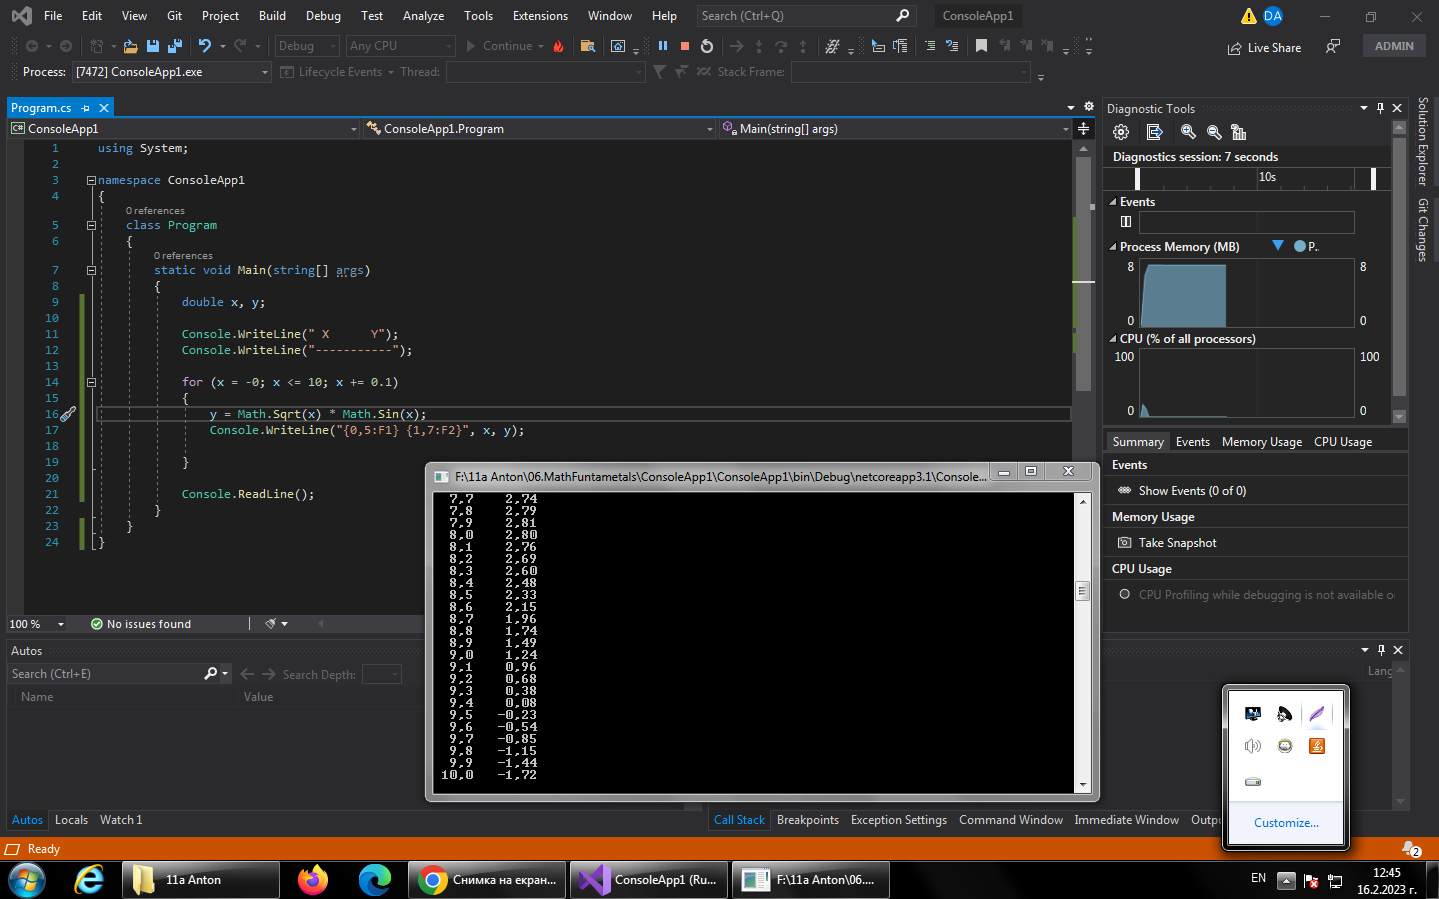 File Edit View Git Project Build Debug Test Analyze Tools Extensions Window Help Search (Ctrl+Q) ConsoleApp1 DA
Debug Any CPU Continue Live Share ADMIN
Process: [7472] ConsoleApp1.exe Lifecycle Events Thread: Stack Frame:
Program.cs
ConsoleApp1 ConsoleApp1.Program Main(string[] args)
1 using System;
2
3 namespace ConsoleApp1
4 {
0 references
5 class Program
6 {
0 references
7 static void Main(string[] args)
8 {
9 double x, y;
10
11 Console.WriteLine(" X      Y");
12 Console.WriteLine("-----------");
13
14 for (x = -0; x <= 10; x += 0.1)
15 {
16 y = Math.Sqrt(x) * Math.Sin(x);
17 Console.WriteLine("{0,5:F1} {1,7:F2}", x, y);
18
19 }
20
21 Console.ReadLine();
22 }
23 }
24 }
100 % No issues found
Diagnostic Tools
Diagnostics session: 7 seconds
10s
Events
Process Memory (MB) P..
8 8
0 0
CPU (% of all processors)
100 100
0 0
Summary Events Memory Usage CPU Usage
Events
Show Events (0 of 0)
Memory Usage
Take Snapshot
CPU Usage
CPU Profiling while debugging is not available
Solution Explorer
Git Changes
Autos
Search (Ctrl+E) Search Depth:
Name Value
Lang
Autos Locals Watch 1
Call Stack Breakpoints Exception Settings Command Window Immediate Window Outpu
F:\11a Anton\06.MathFuntametals\ConsoleApp1\ConsoleApp1\bin\Debug\netcoreapp3.1\Console...
7,7 2,74
7,8 2,79
7,9 2,81
8,0 2,80
8,1 2,76
8,2 2,69
8,3 2,60
8,4 2,48
8,5 2,33
8,6 2,15
8,7 1,96
8,8 1,74
8,9 1,49
9,0 1,24
9,1 0,96
9,2 0,68
9,3 0,38
9,4 0,08
9,5 -0,23
9,6 -0,54
9,7 -0,85
9,8 -1,15
9,9 -1,44
10,0 -1,72
Customize...
Ready 2
11a Anton Снимка на екран... ConsoleApp1 (Ru... F:\11a Anton\06.... EN 12:45
16.2.2023 г.